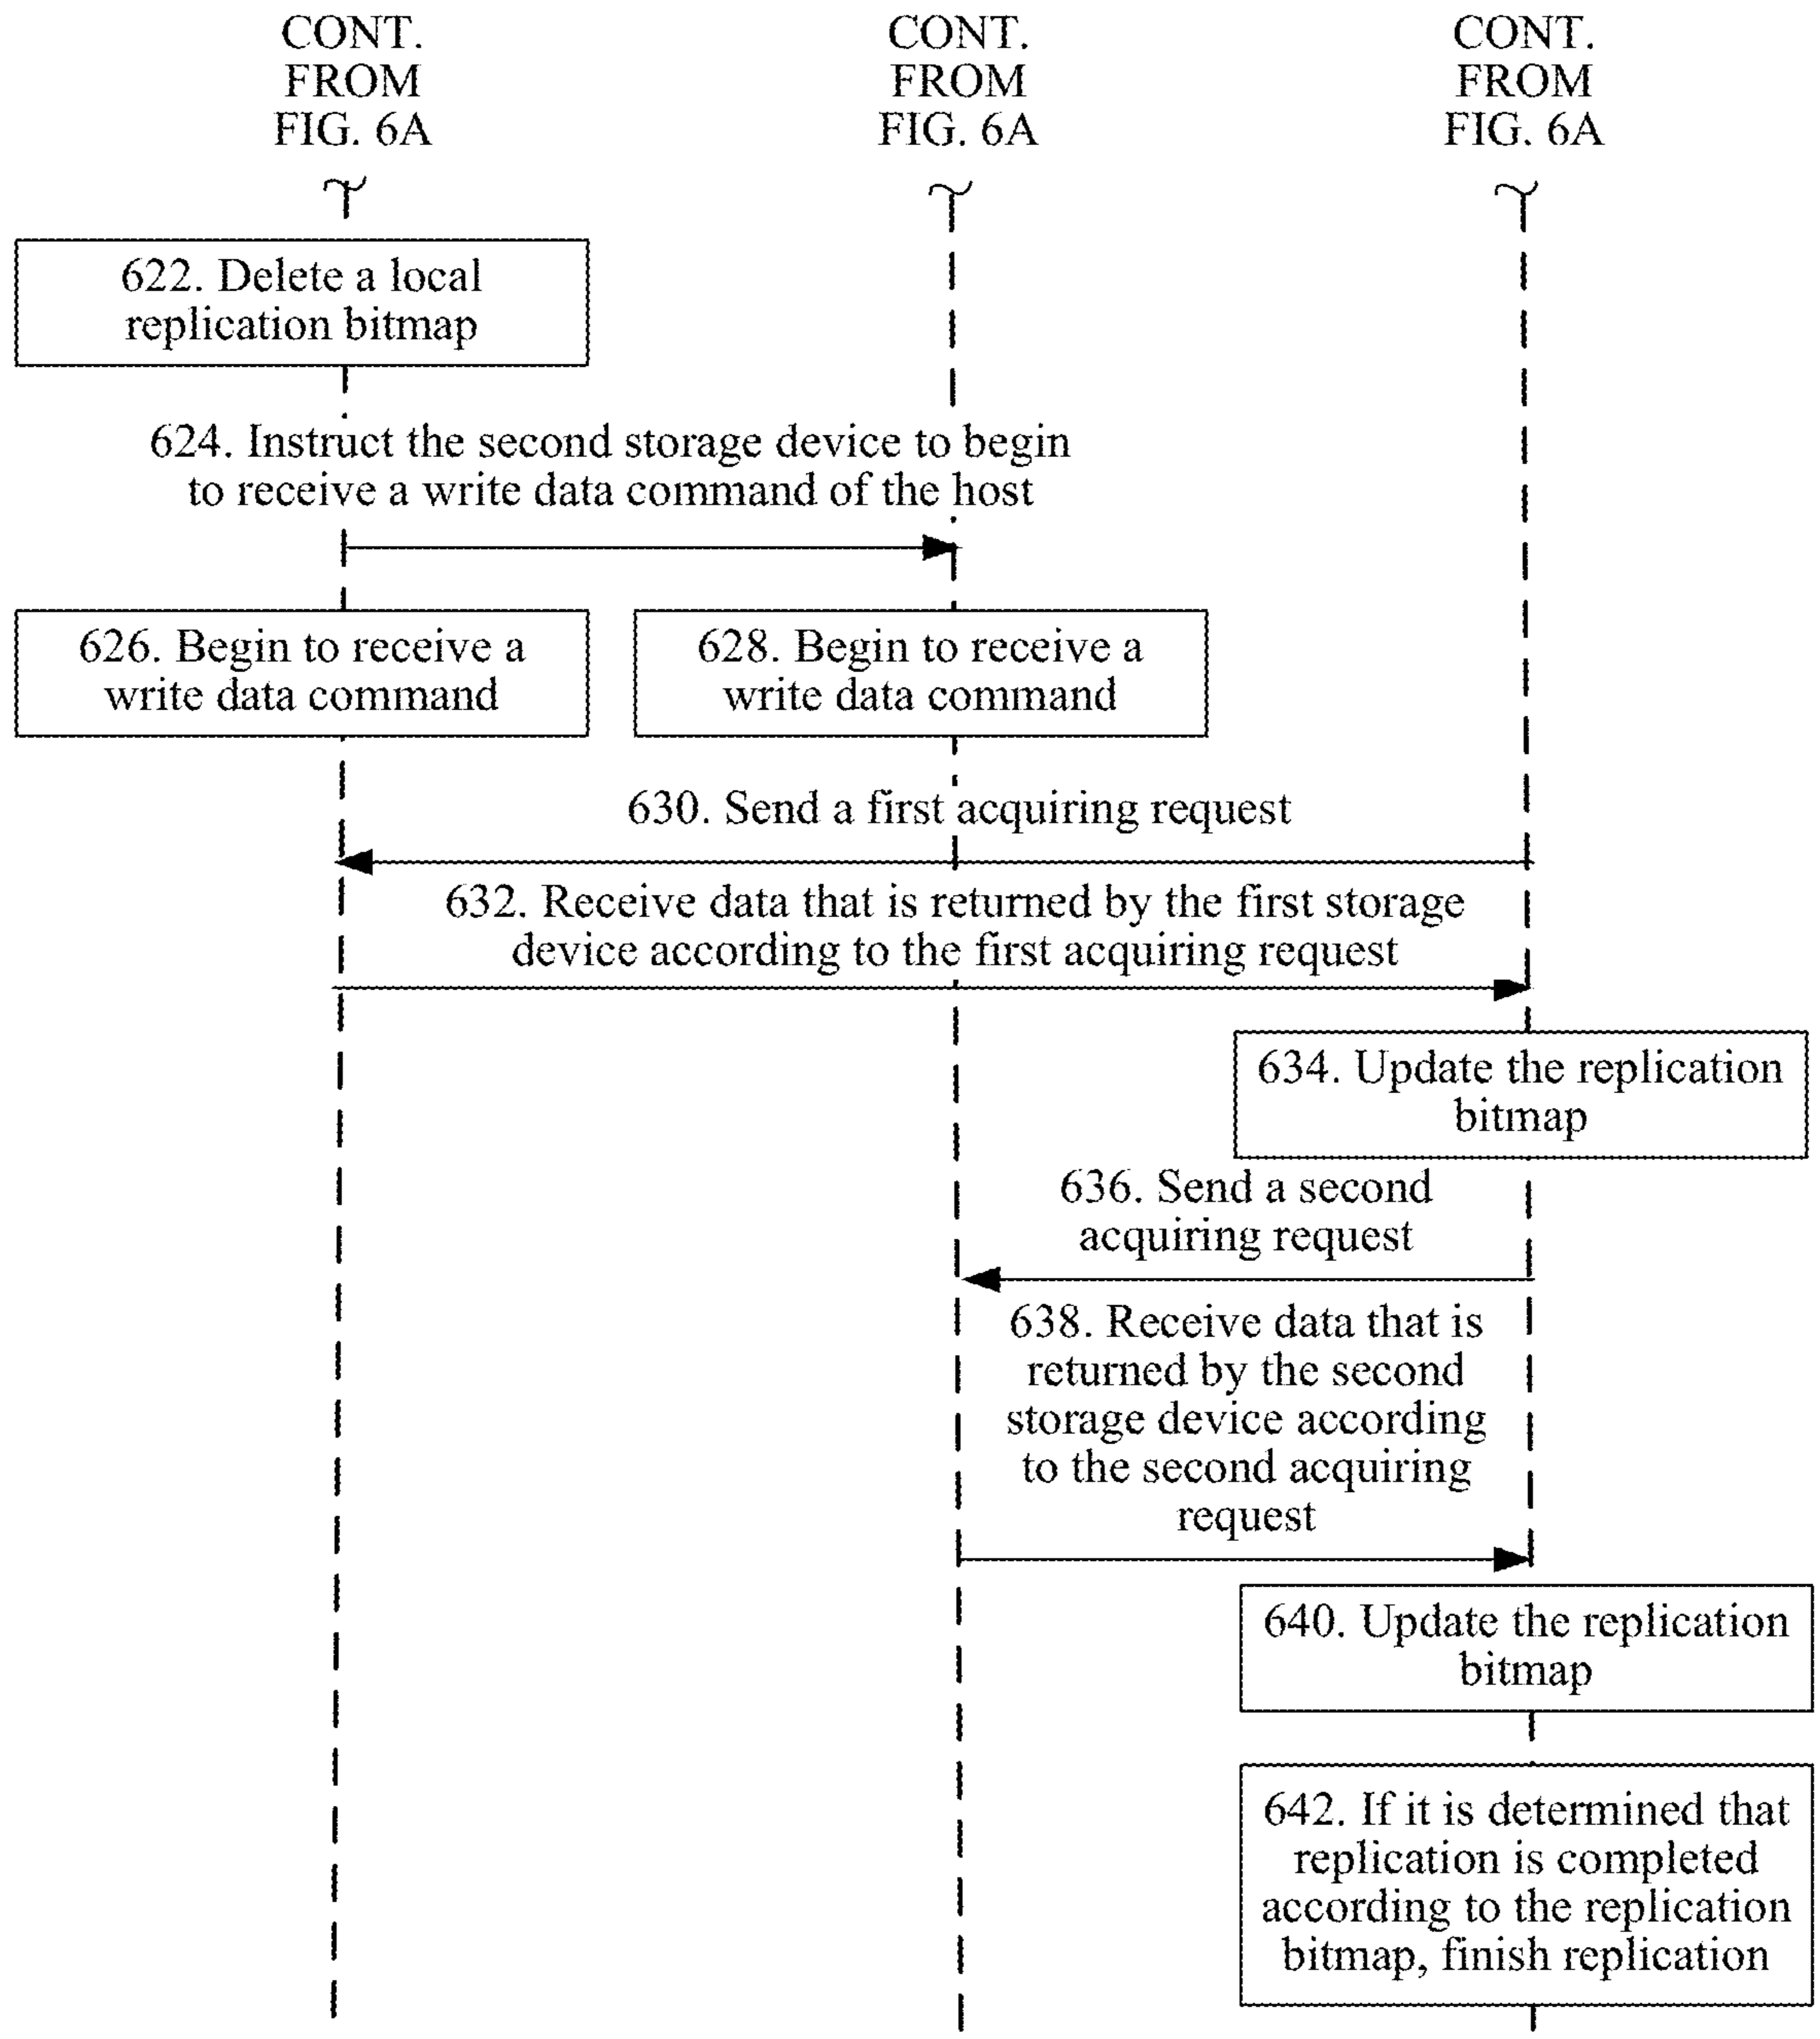 CONT.
FROM
FIG. 6A
CONT.
FROM
FIG. 6A
CONT.
FROM
FIG. 6A
622. Delete a local
replication bitmap
624. Instruct the second storage device to begin
to receive a write data command of the host
626. Begin to receive a
write data command
628. Begin to receive a
write data command
630. Send a first acquiring request
632. Receive data that is returned by the first storage
device according to the first acquiring request
634. Update the replication
bitmap
636. Send a second
acquiring request
638. Receive data that is
returned by the second
storage device according
to the second acquiring
request
640. Update the replication
bitmap
642. If it is determined that
replication is completed
according to the replication
bitmap, finish replication